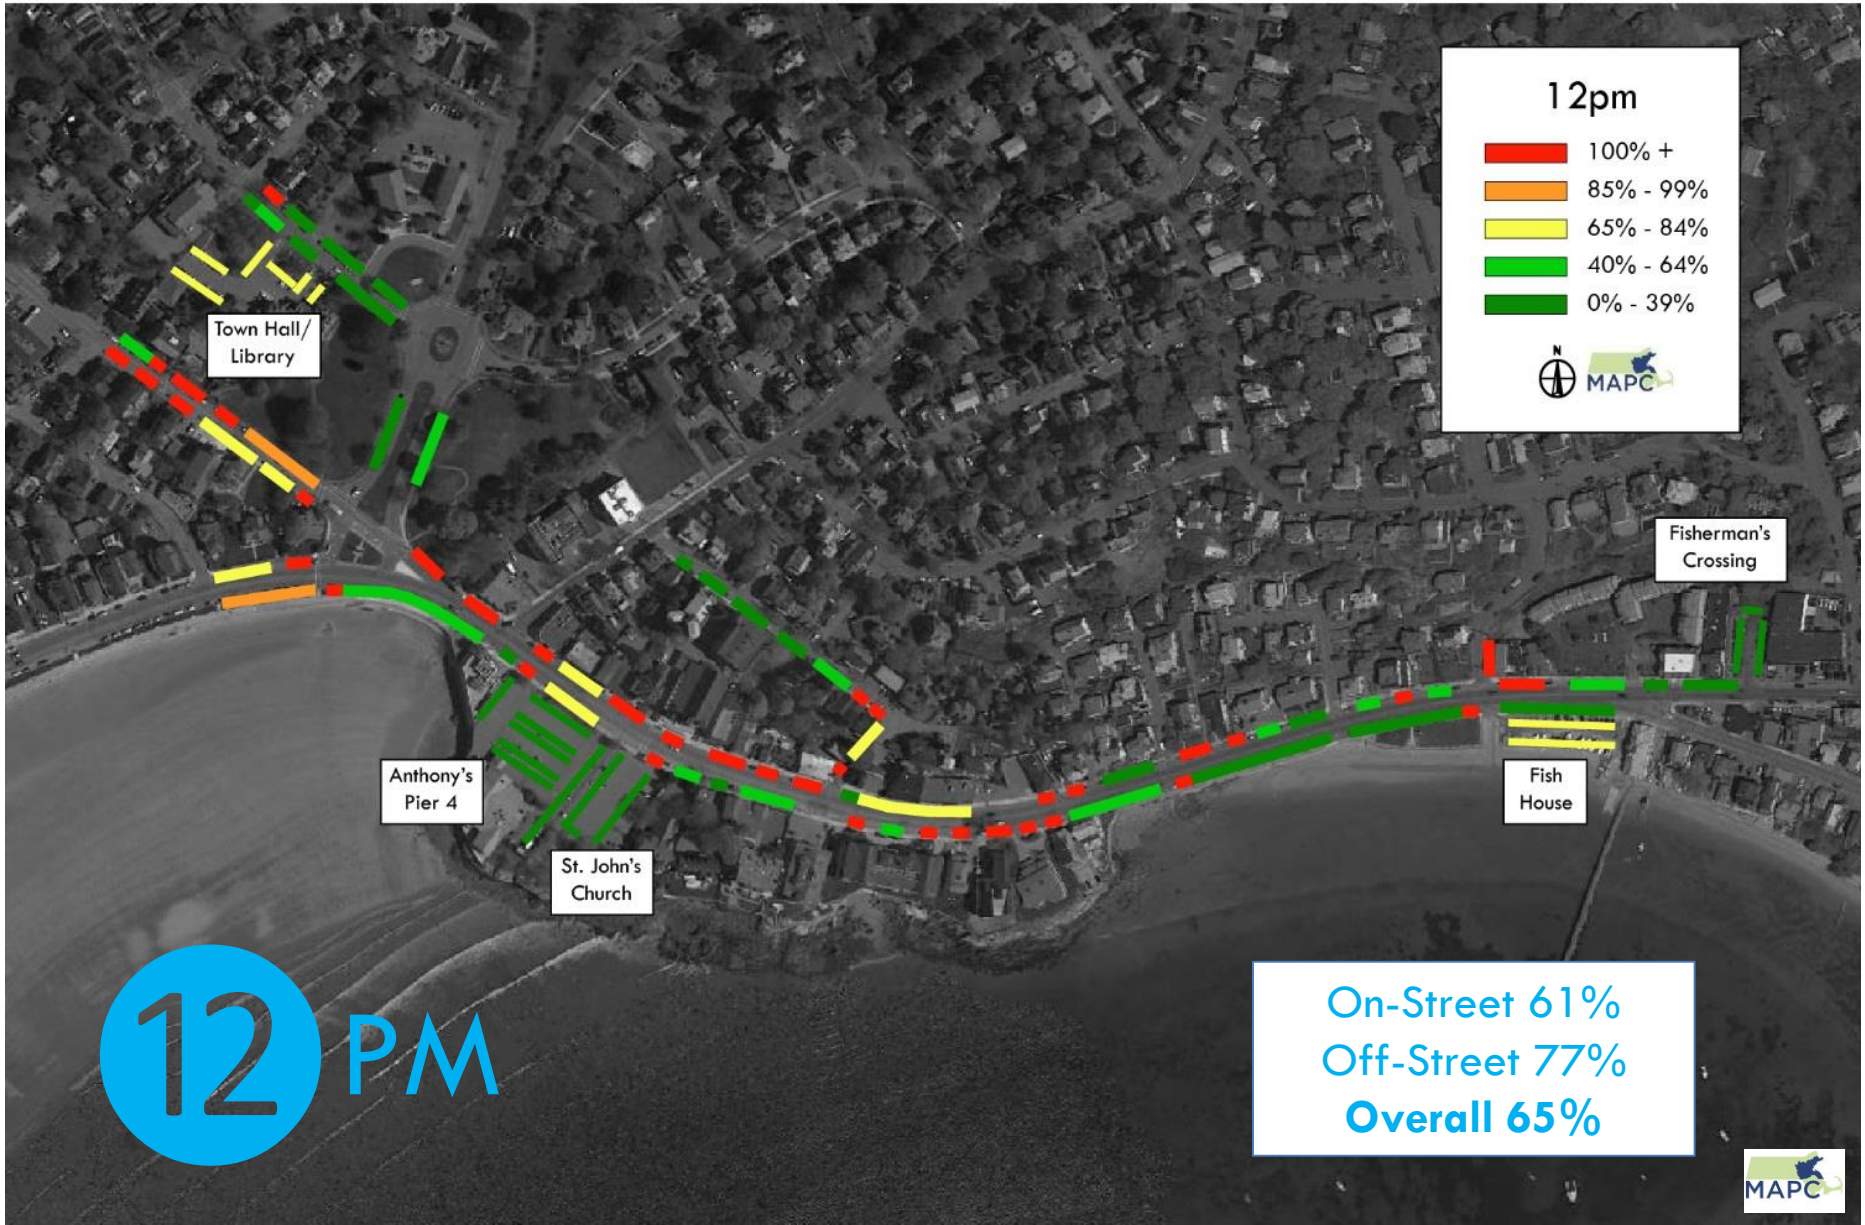 12pm
100% +
85% - 99%
65% - 84%
40% - 64%
0% - 39%
N
MAPC
Town Hall/
Library
Fisherman's
Crossing
Anthony's
Pier 4
Fish
House
St. John's
Church
12 PM
On-Street 61%
Off-Street 77%
Overall 65%
MAPC